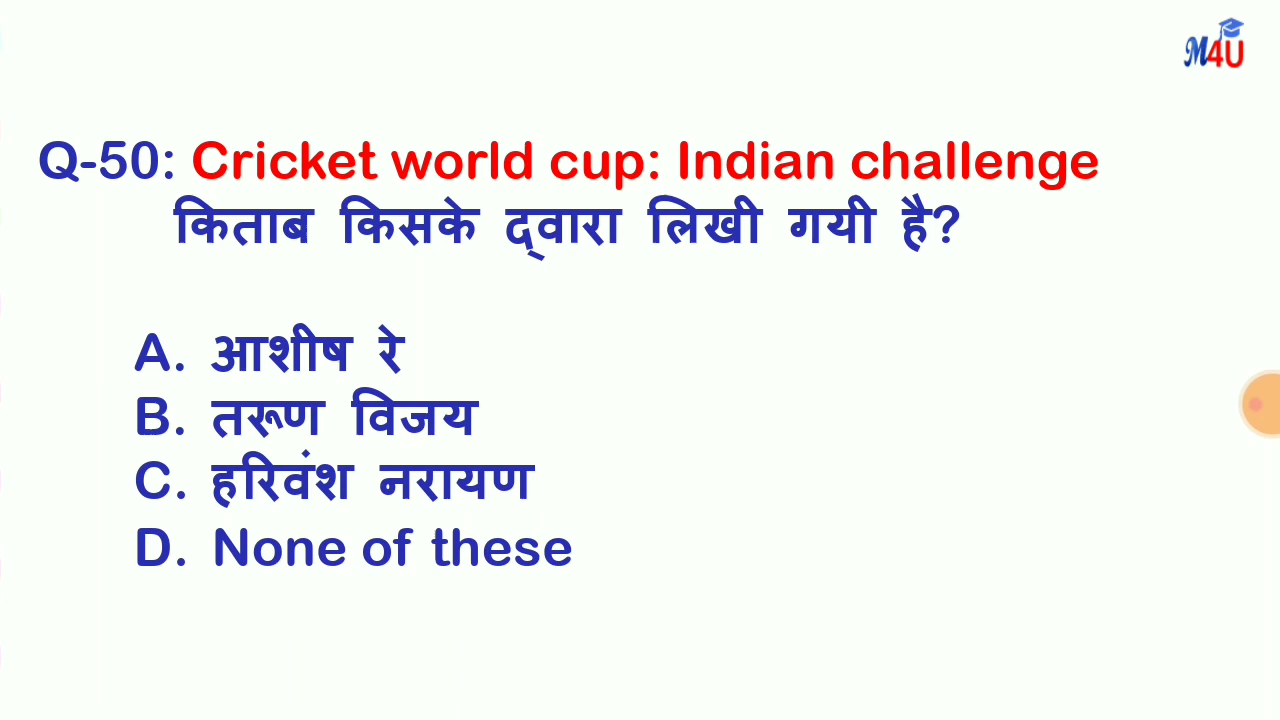 M4U
Q-50: Cricket world cup: Indian challenge
किताब किसके द्वारा लिखी गयी है?
A. आशीष रे
B. तरूण विजय
C. हरिवंश नरायण
D. None of these